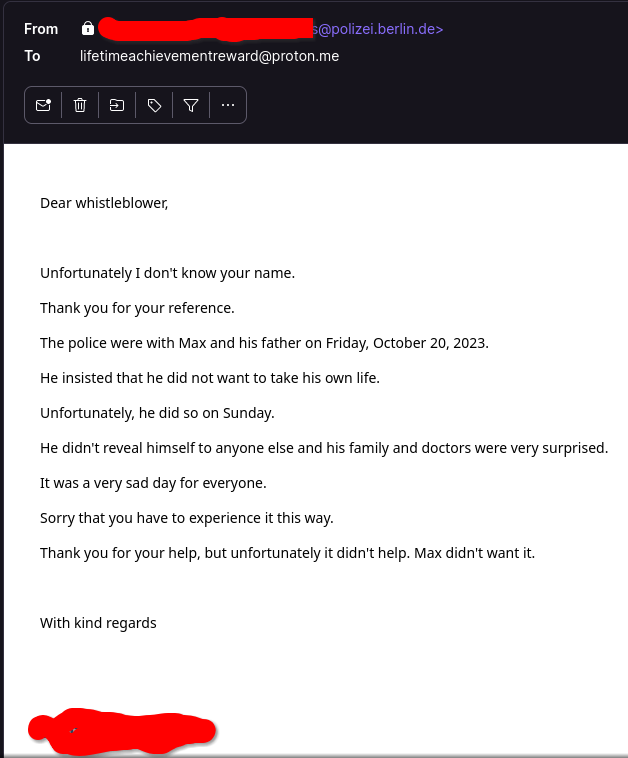 From s@polizei.berlin.de>
To lifetimeachievementreward@proton.me
Dear whistleblower,
Unfortunately I don't know your name.
Thank you for your reference.
The police were with Max and his father on Friday, October 20, 2023.
He insisted that he did not want to take his own life.
Unfortunately, he did so on Sunday.
He didn't reveal himself to anyone else and his family and doctors were very surprised.
It was a very sad day for everyone.
Sorry that you have to experience it this way.
Thank you for your help, but unfortunately it didn't help. Max didn't want it.
With kind regards